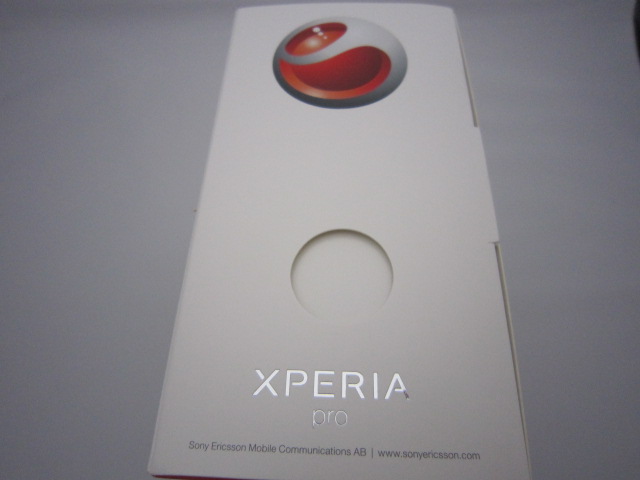 XPERIA
pro
Sony Ericsson Mobile Communications AB | www.sonyericsson.com